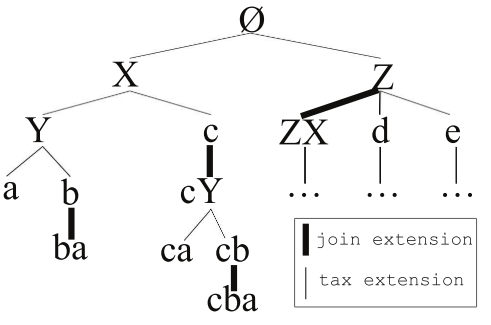 Ø
X Z
Y c ZX d e
a b cY ... ... ...
ba ca cb
cba
join extension
tax extension